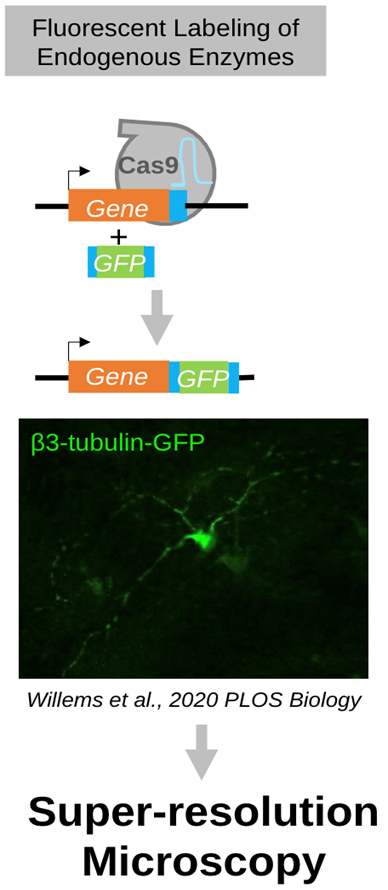 Fluorescent Labeling of
Endogenous Enzymes
Cas9
Gene
+
GFP
Gene
GFP
β3-tubulin-GFP
Willems et al., 2020 PLOS Biology
Super-resolution
Microscopy